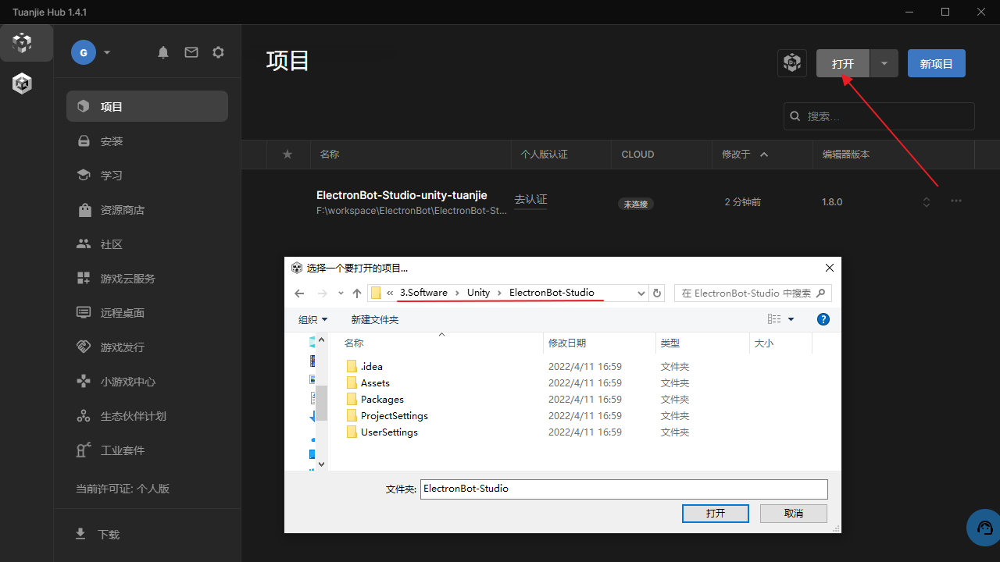 Tuanjie Hub 1.4.1
G
项目
打开
新项目
搜索...
项目
安装
学习
资源商店
社区
游戏云服务
远程桌面
游戏发行
小游戏中心
生态伙伴计划
工业套件
当前许可证: 个人版
下载
名称
个人版认证
CLOUD
修改于
编辑器版本
ElectronBot-Studio-unity-tuanjie
F:\workspace\ElectronBot\ElectronBot-St...
去认证
未连接
2 分钟前
1.8.0
选择一个要打开的项目...
« 3.Software › Unity › ElectronBot-Studio
在 ElectronBot-Studio 中搜索
组织
新建文件夹
名称
修改日期
类型
大小
.idea 2022/4/11 16:59 文件夹
Assets 2022/4/11 16:59 文件夹
Packages 2022/4/11 16:59 文件夹
ProjectSettings 2022/4/11 16:59 文件夹
UserSettings 2022/4/11 16:59 文件夹
文件夹: ElectronBot-Studio
打开
取消